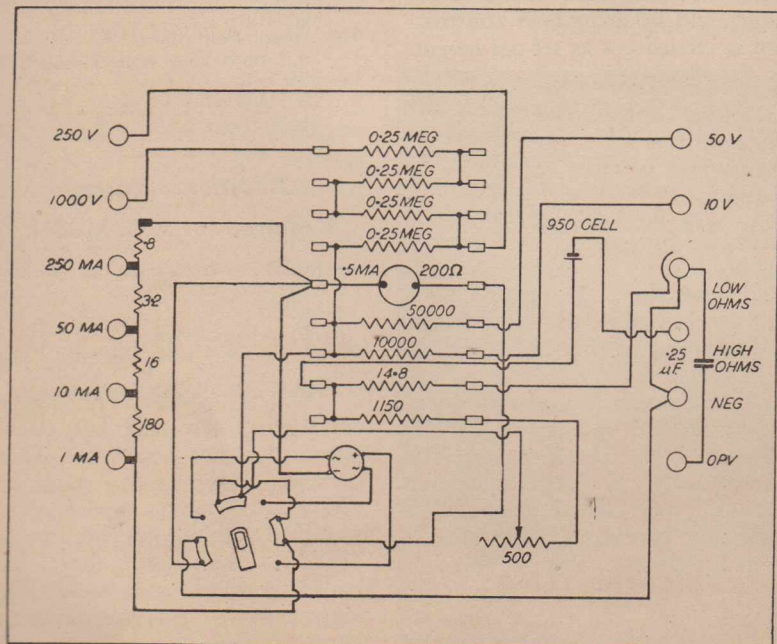 250 V
1000 V
250 MA
50 MA
10 MA
1 MA
.8
3.2
16
180
0.25 MEG
0.25 MEG
0.25 MEG
0.25 MEG
.5 MA
200Ω
50000
10000
14.8
1150
500
+
~
~
-
950 CELL
50 V
10 V
LOW
OHMS
.25
µF
HIGH
OHMS
NEG
OPV